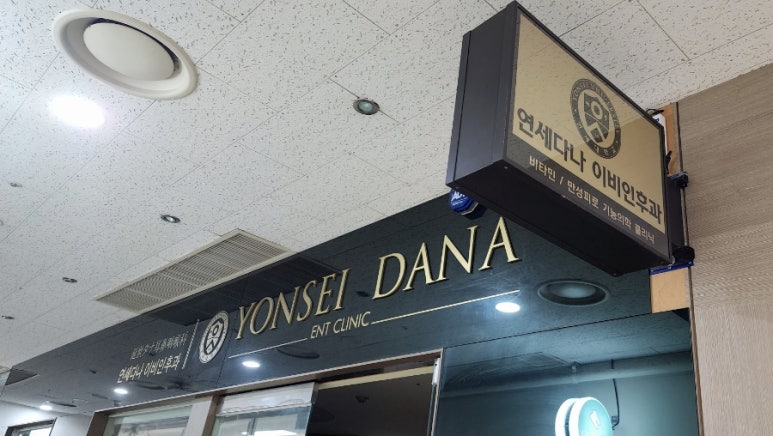 연세다나 이비인후과
비타민 / 만성피로 기능의학 클리닉
YONSEI DANA
ENT CLINIC
연세다나 이비인후과